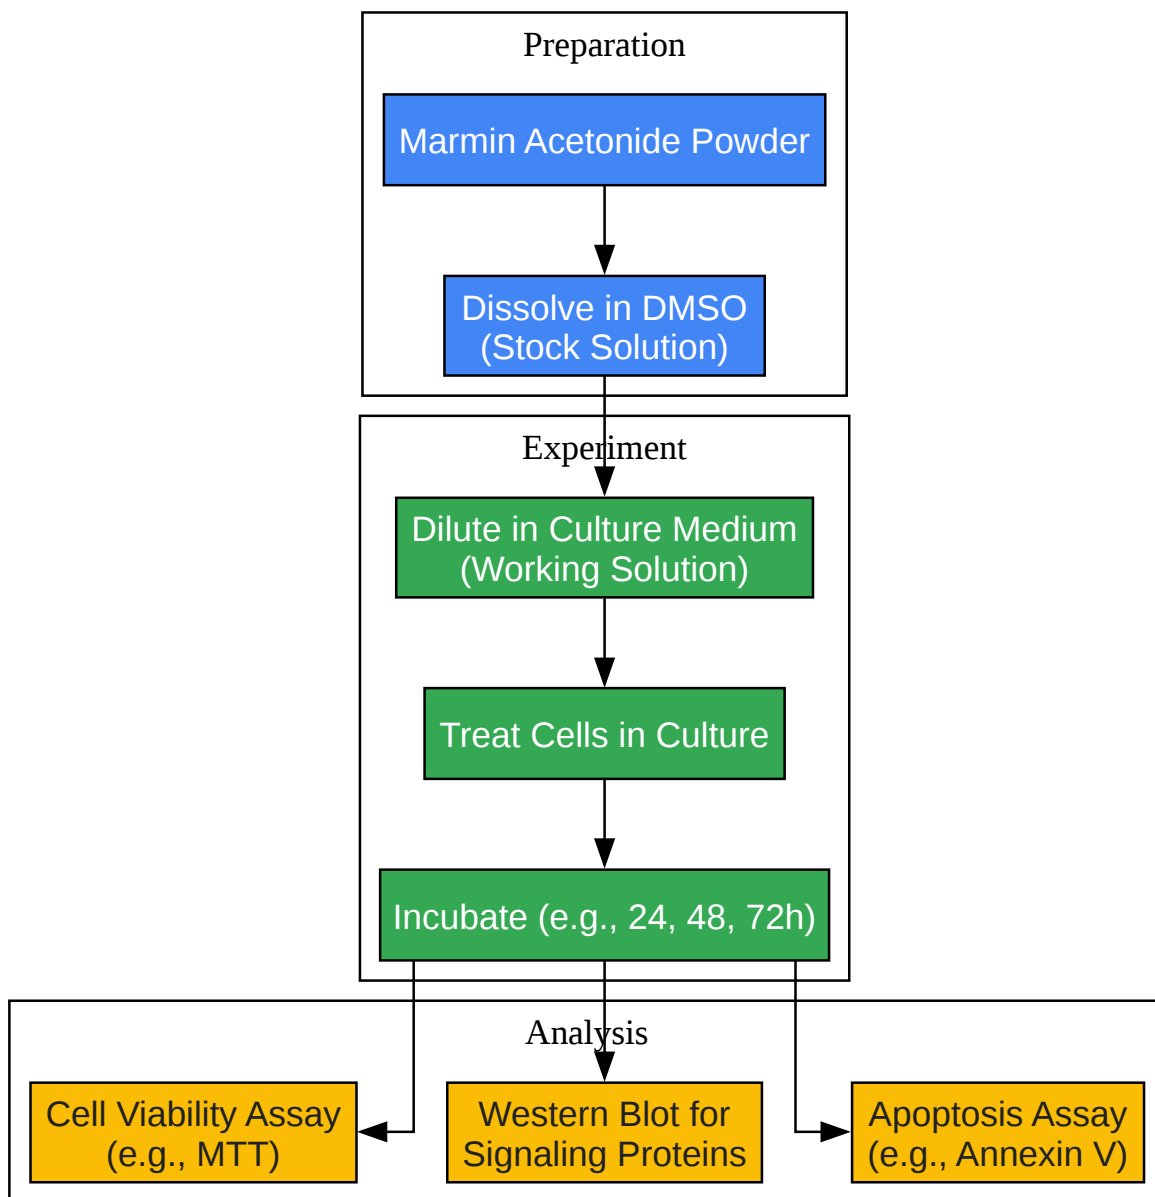 Preparation
Marmin Acetonide Powder
Dissolve in DMSO
(Stock Solution)
Experiment
Dilute in Culture Medium
(Working Solution)
Treat Cells in Culture
Incubate (e.g., 24, 48, 72h)
Analysis
Cell Viability Assay
(e.g., MTT)
Western Blot for
Signaling Proteins
Apoptosis Assay
(e.g., Annexin V)